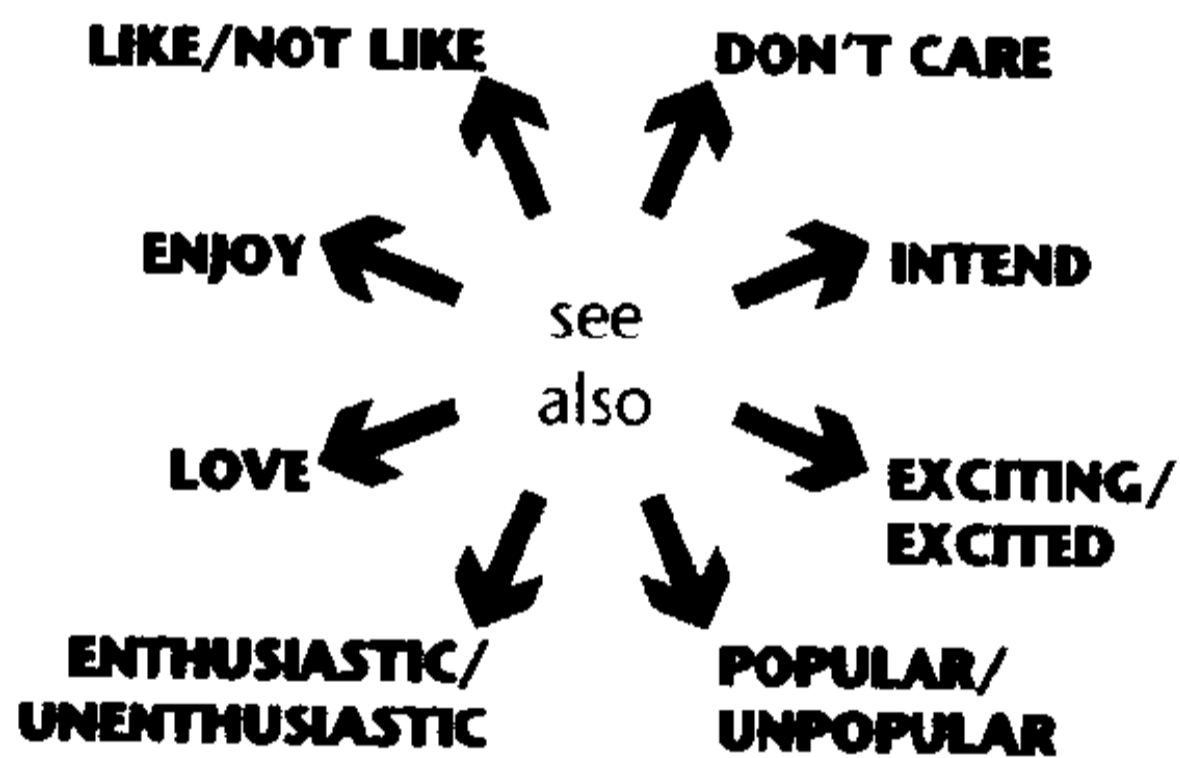 LIKE/NOT LIKE
DON'T CARE
ENJOY
INTEND
see
also
LOVE
EXCITING/
EXCITED
ENTHUSIASTIC/
UNENTHUSIASTIC
POPULAR/
UNPOPULAR